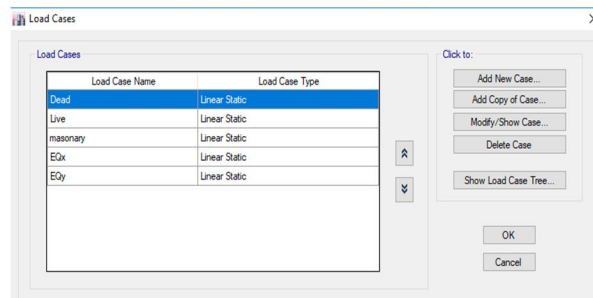 Load Cases
Load Cases
Click to:
Load Case Name Load Case Type
Dead Linear Static
Live Linear Static
masonary Linear Static
EQx Linear Static
EQy Linear Static
Add New Case...
Add Copy of Case...
Modify/Show Case...
Delete Case
Show Load Case Tree...
OK
Cancel